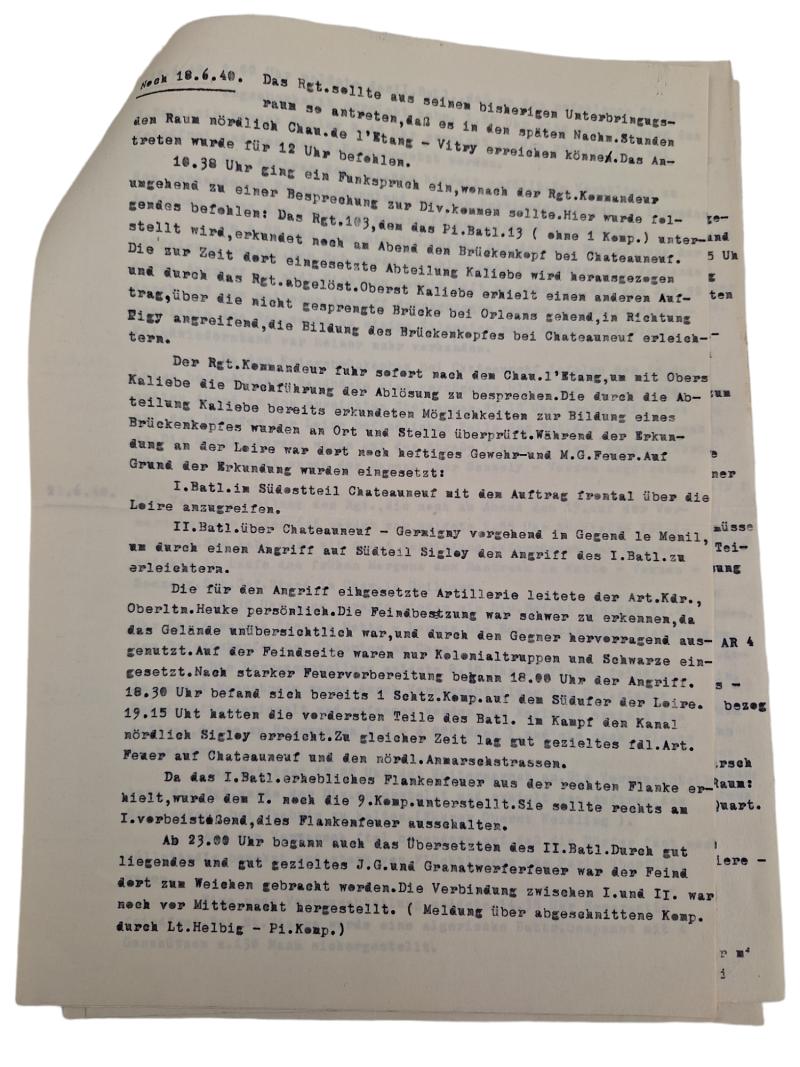 Noch 18.6.40. Das Rgt.sollte aus seinem bisherigen Unterbringugs-
raum so antreten,daß es in den späten Nachm.Stunden
den Raum nördlich Chau.de l'Etang - Vitry erreichen könne.Das An-
treten wurde für 12 Uhr befohlen.
10.30 Uhr ging ein Funkspruch ein,wonach der Rgt.Kommandeur
umgehend zu einer Besprechung zur Div.kommen sollte.Hier wurde fol-
gendes befohlen: Das Rgt.103,dem das Pi.Batl.13 ( ohne 1 Komp.) unter-
stellt wird,erkundet noch am Abend den Brückenkopf bei Chateauneuf.
Die zur Zeit dort eingesetzte Abteilung Kaliebe wird herausgezogen
und durch das Rgt.abgelöst.Oberst Kaliebe erhielt einen anderen Auf-
trag,über die nicht gesprengte Brücke bei Orleans gehend,in Richtung
Tigy angreifend,die Bildung des Brückenkopfes bei Chateauneuf erleich-
tern.
Der Rgt.Kommandeur fuhr sofort nach dem Chau.l'Etang,um mit Obers
Kaliebe die Durchführung der Ablösung zu besprechen.Die durch die Ab-
teilung Kaliebe bereits erkundeten Möglichkeiten zur Bildung eines
Brückenkopfes wurden an Ort und Stelle überprüft.Während der Erkun-
dung an der Loire war dort noch heftiges Gewehr-und M.G.Feuer.Auf
Grund der Erkundung wurden eingesetzt:
I.Batl.im Südostteil Chateauneuf mit dem Auftrag frontal über die
Loire anzugreifen.
II.Batl.über Chateauneuf - Germigny vorgehend in Gegend le Menil,
um durch einen Angriff auf Südteil Sigloy den Angriff des I.Batl.zu
erleichtern.
Die für den Angriff eihgesetzte Artillerie leitete der Art.Kdr.,
Oberltn.Heuke persönlich.Die Feindbesetzung war schwer zu erkennen,da
das Gelände unübersichtlich war,und durch den Gegner hervorragend aus-
genutzt.Auf der Feindseite waren nur Kolonialtruppen und Schwarze ein-
gesetzt.Nach starker Feuervorbereitung begann 18.00 Uhr der Angriff.
18.30 Uhr befand sich bereits 1 Schtz.Komp.auf dem Südufer der Loire.
19.15 Uht hatten die vordersten Teile des Batl. im Kampf den Kanal
nördlich Sigloy erreicht.Zu gleicher Zeit lag gut gezieltes fdl.Art.
Feuer auf Chateauneuf und den nördl.Anmarschstrassen.
Da das I.Batl.erhebliches Flankenfeuer aus der rechten Flanke er-
hielt,wurde dem I. noch die 9.Komp.unterstellt.Sie sollte rechts am
I.vorbeistoßend,dies Flankenfeuer ausschalten.
Ab 23.00 Uhr begann auch das Übersetzten des II.Batl.Durch gut
liegendes und gut gezieltes J.G.und Granatwerferfeuer war der Feind
dort zum Weichen gebracht worden.Die Verbindung zwischen I.und II. war
noch vor Mitternacht hergestellt. ( Meldung über abgeschnittene Komp.
durch Lt.Helbig - Pi.Komp.)